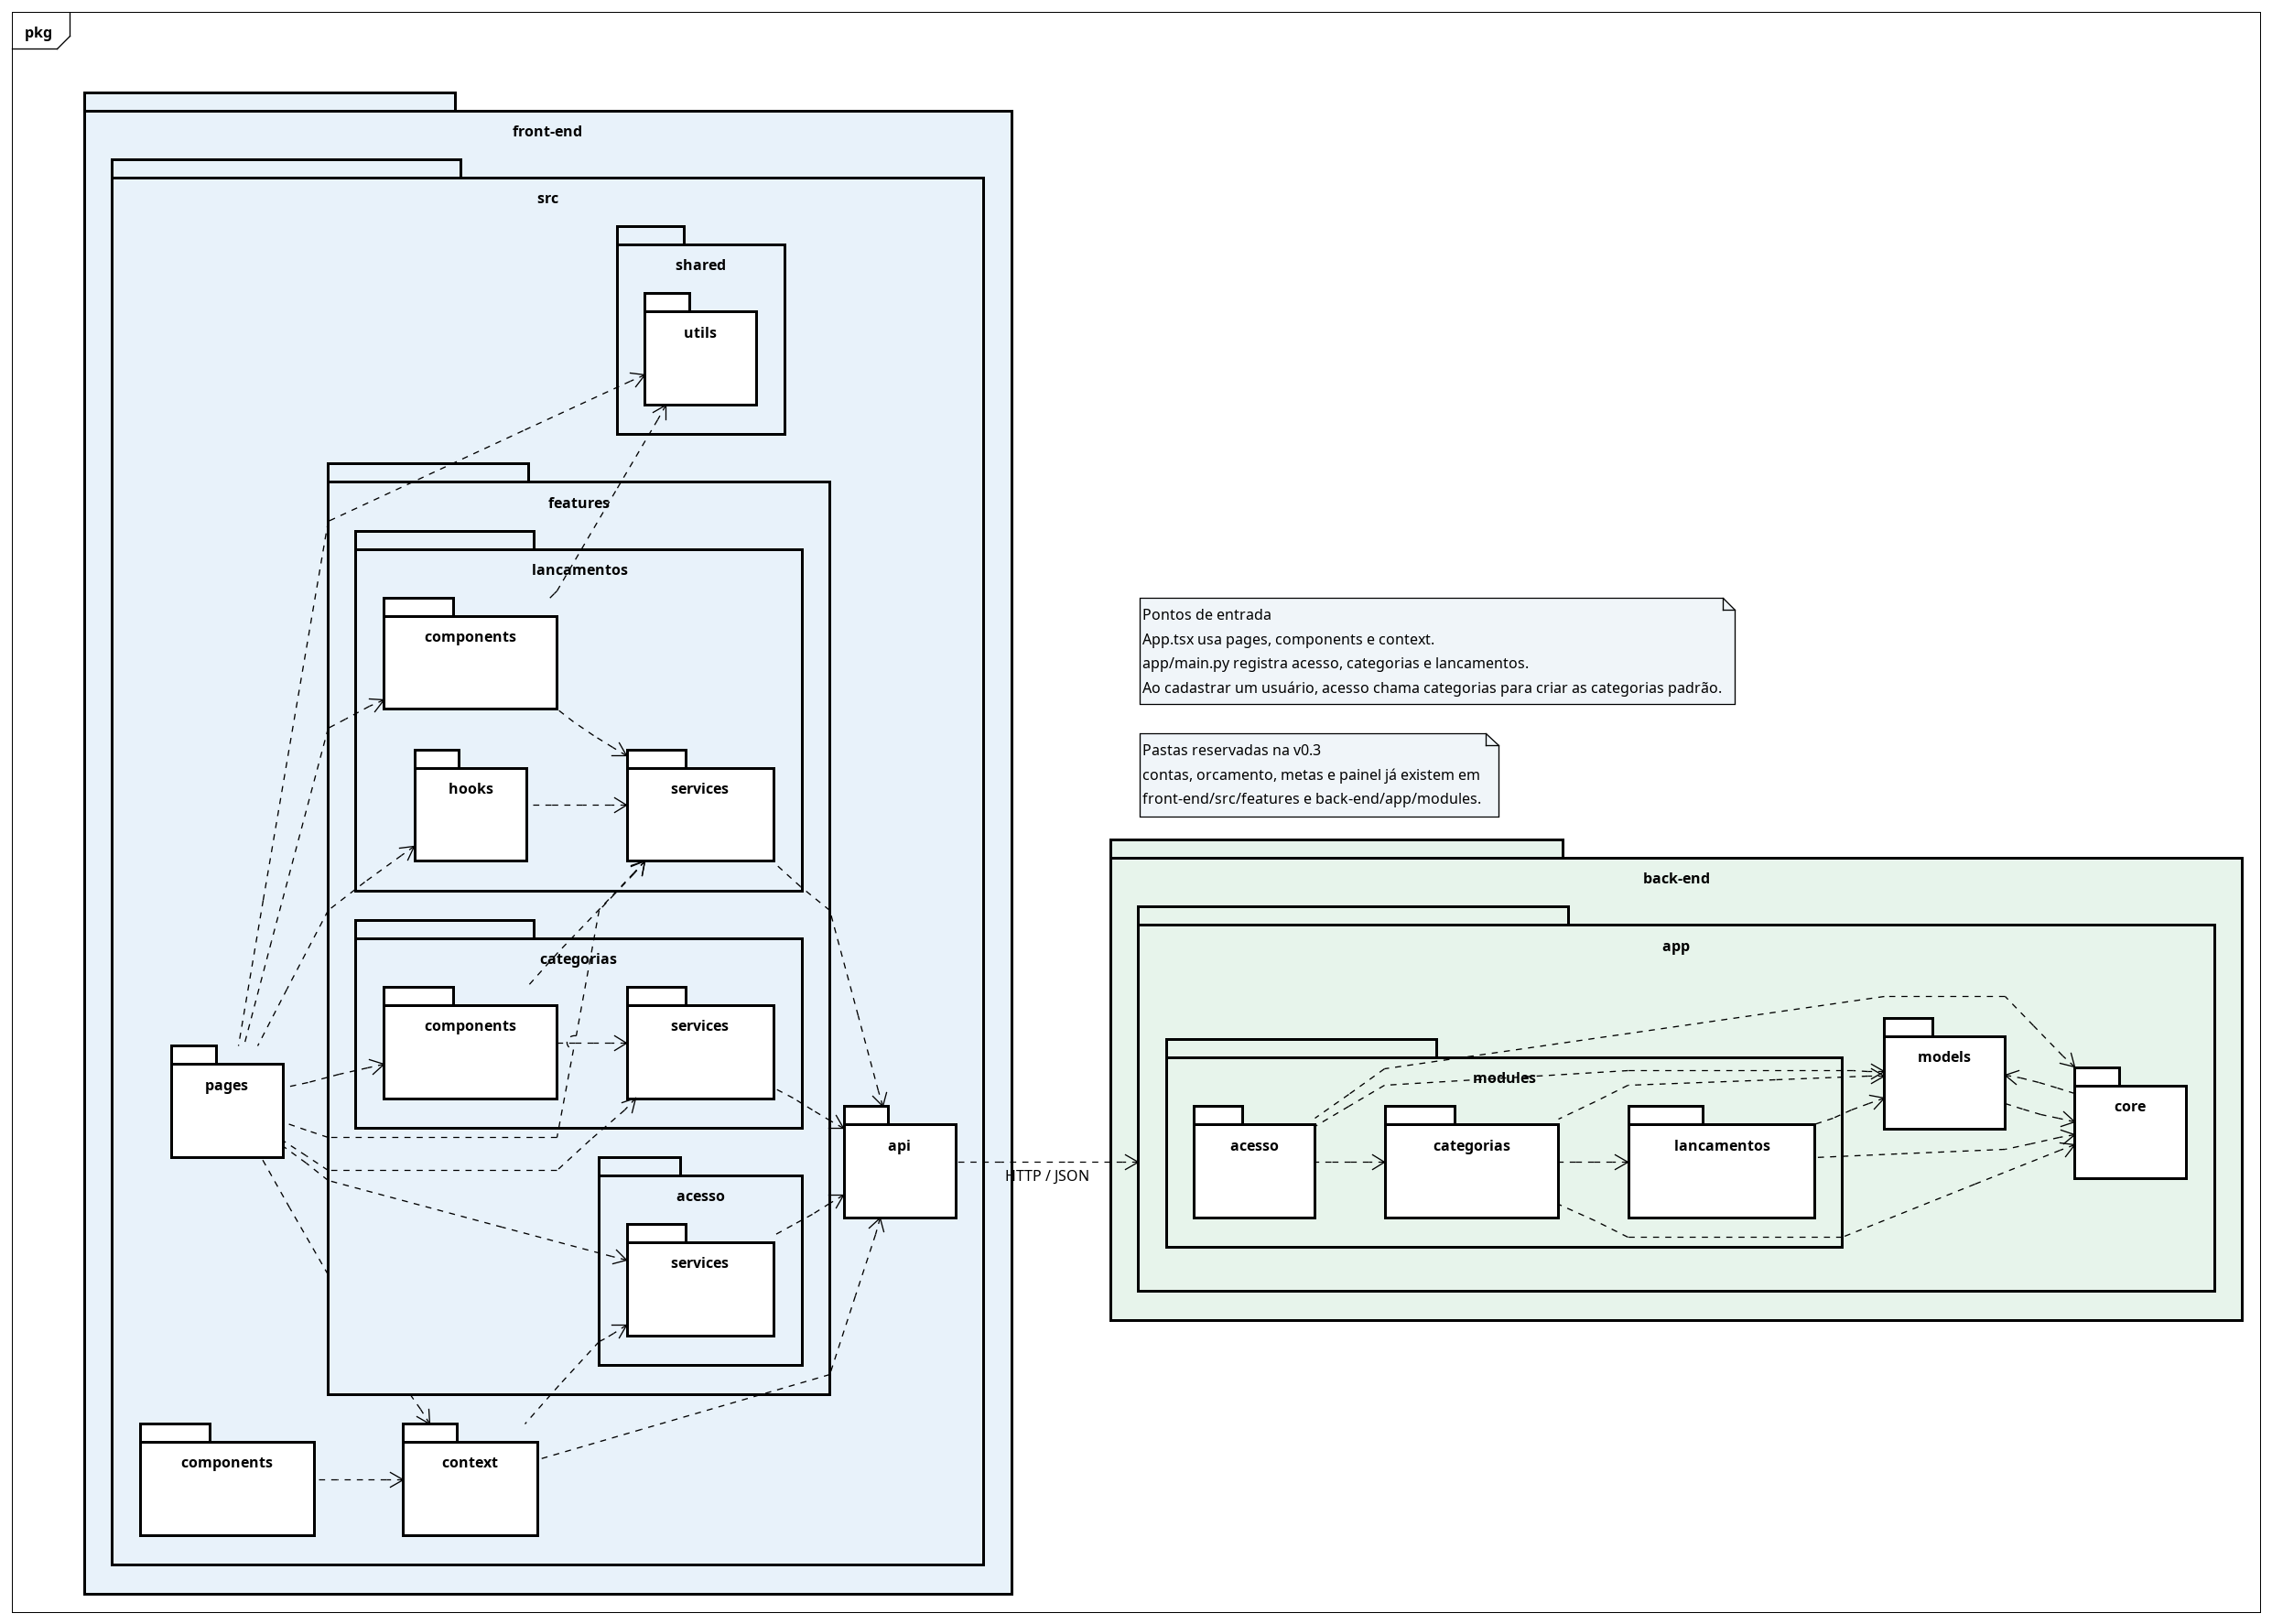 pkg
front-end
src
shared
utils
features
lancamentos
components
hooks
services
categorias
components
services
pages
acesso
services
api
components
context
HTTP / JSON
Pontos de entrada
App.tsx usa pages, components e context.
app/main.py registra acesso, categorias e lancamentos.
Ao cadastrar um usuário, acesso chama categorias para criar as categorias padrão.
Pastas reservadas na v0.3
contas, orcamento, metas e painel já existem em
front-end/src/features e back-end/app/modules.
back-end
app
modules
acesso
categorias
lancamentos
models
core